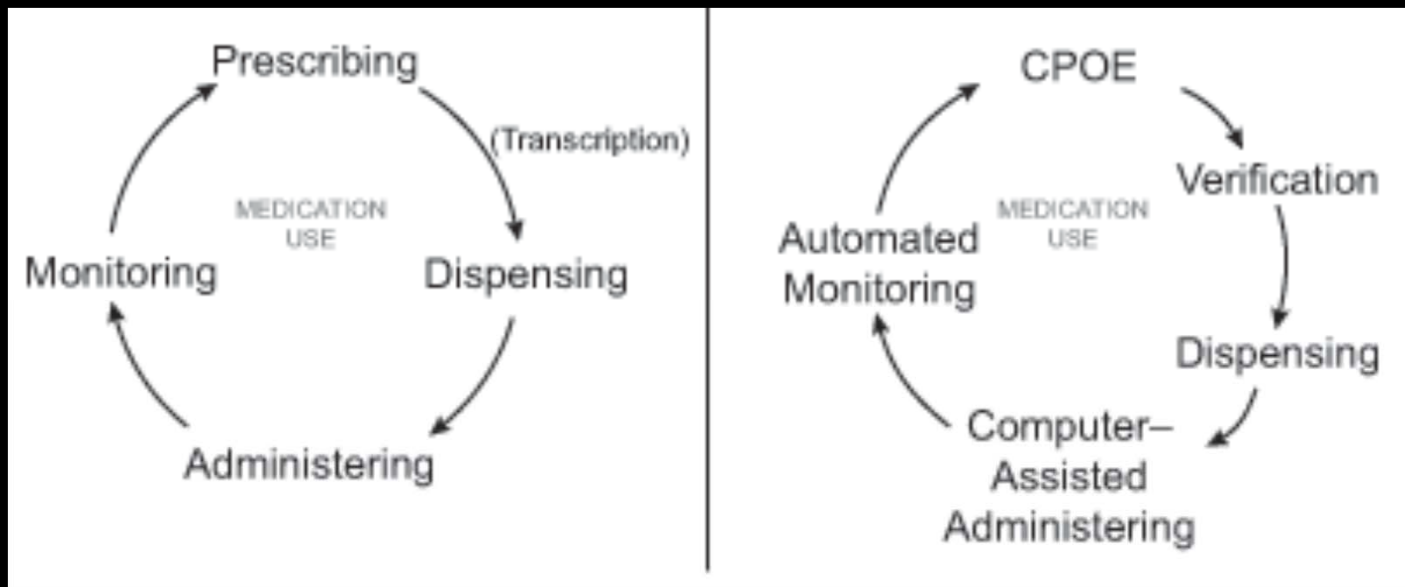 Prescribing
(Transcription)
MEDICATION
USE
Monitoring
Dispensing
Administering
CPOE
Verification
MEDICATION
USE
Automated
Monitoring
Dispensing
Computer–
Assisted
Administering